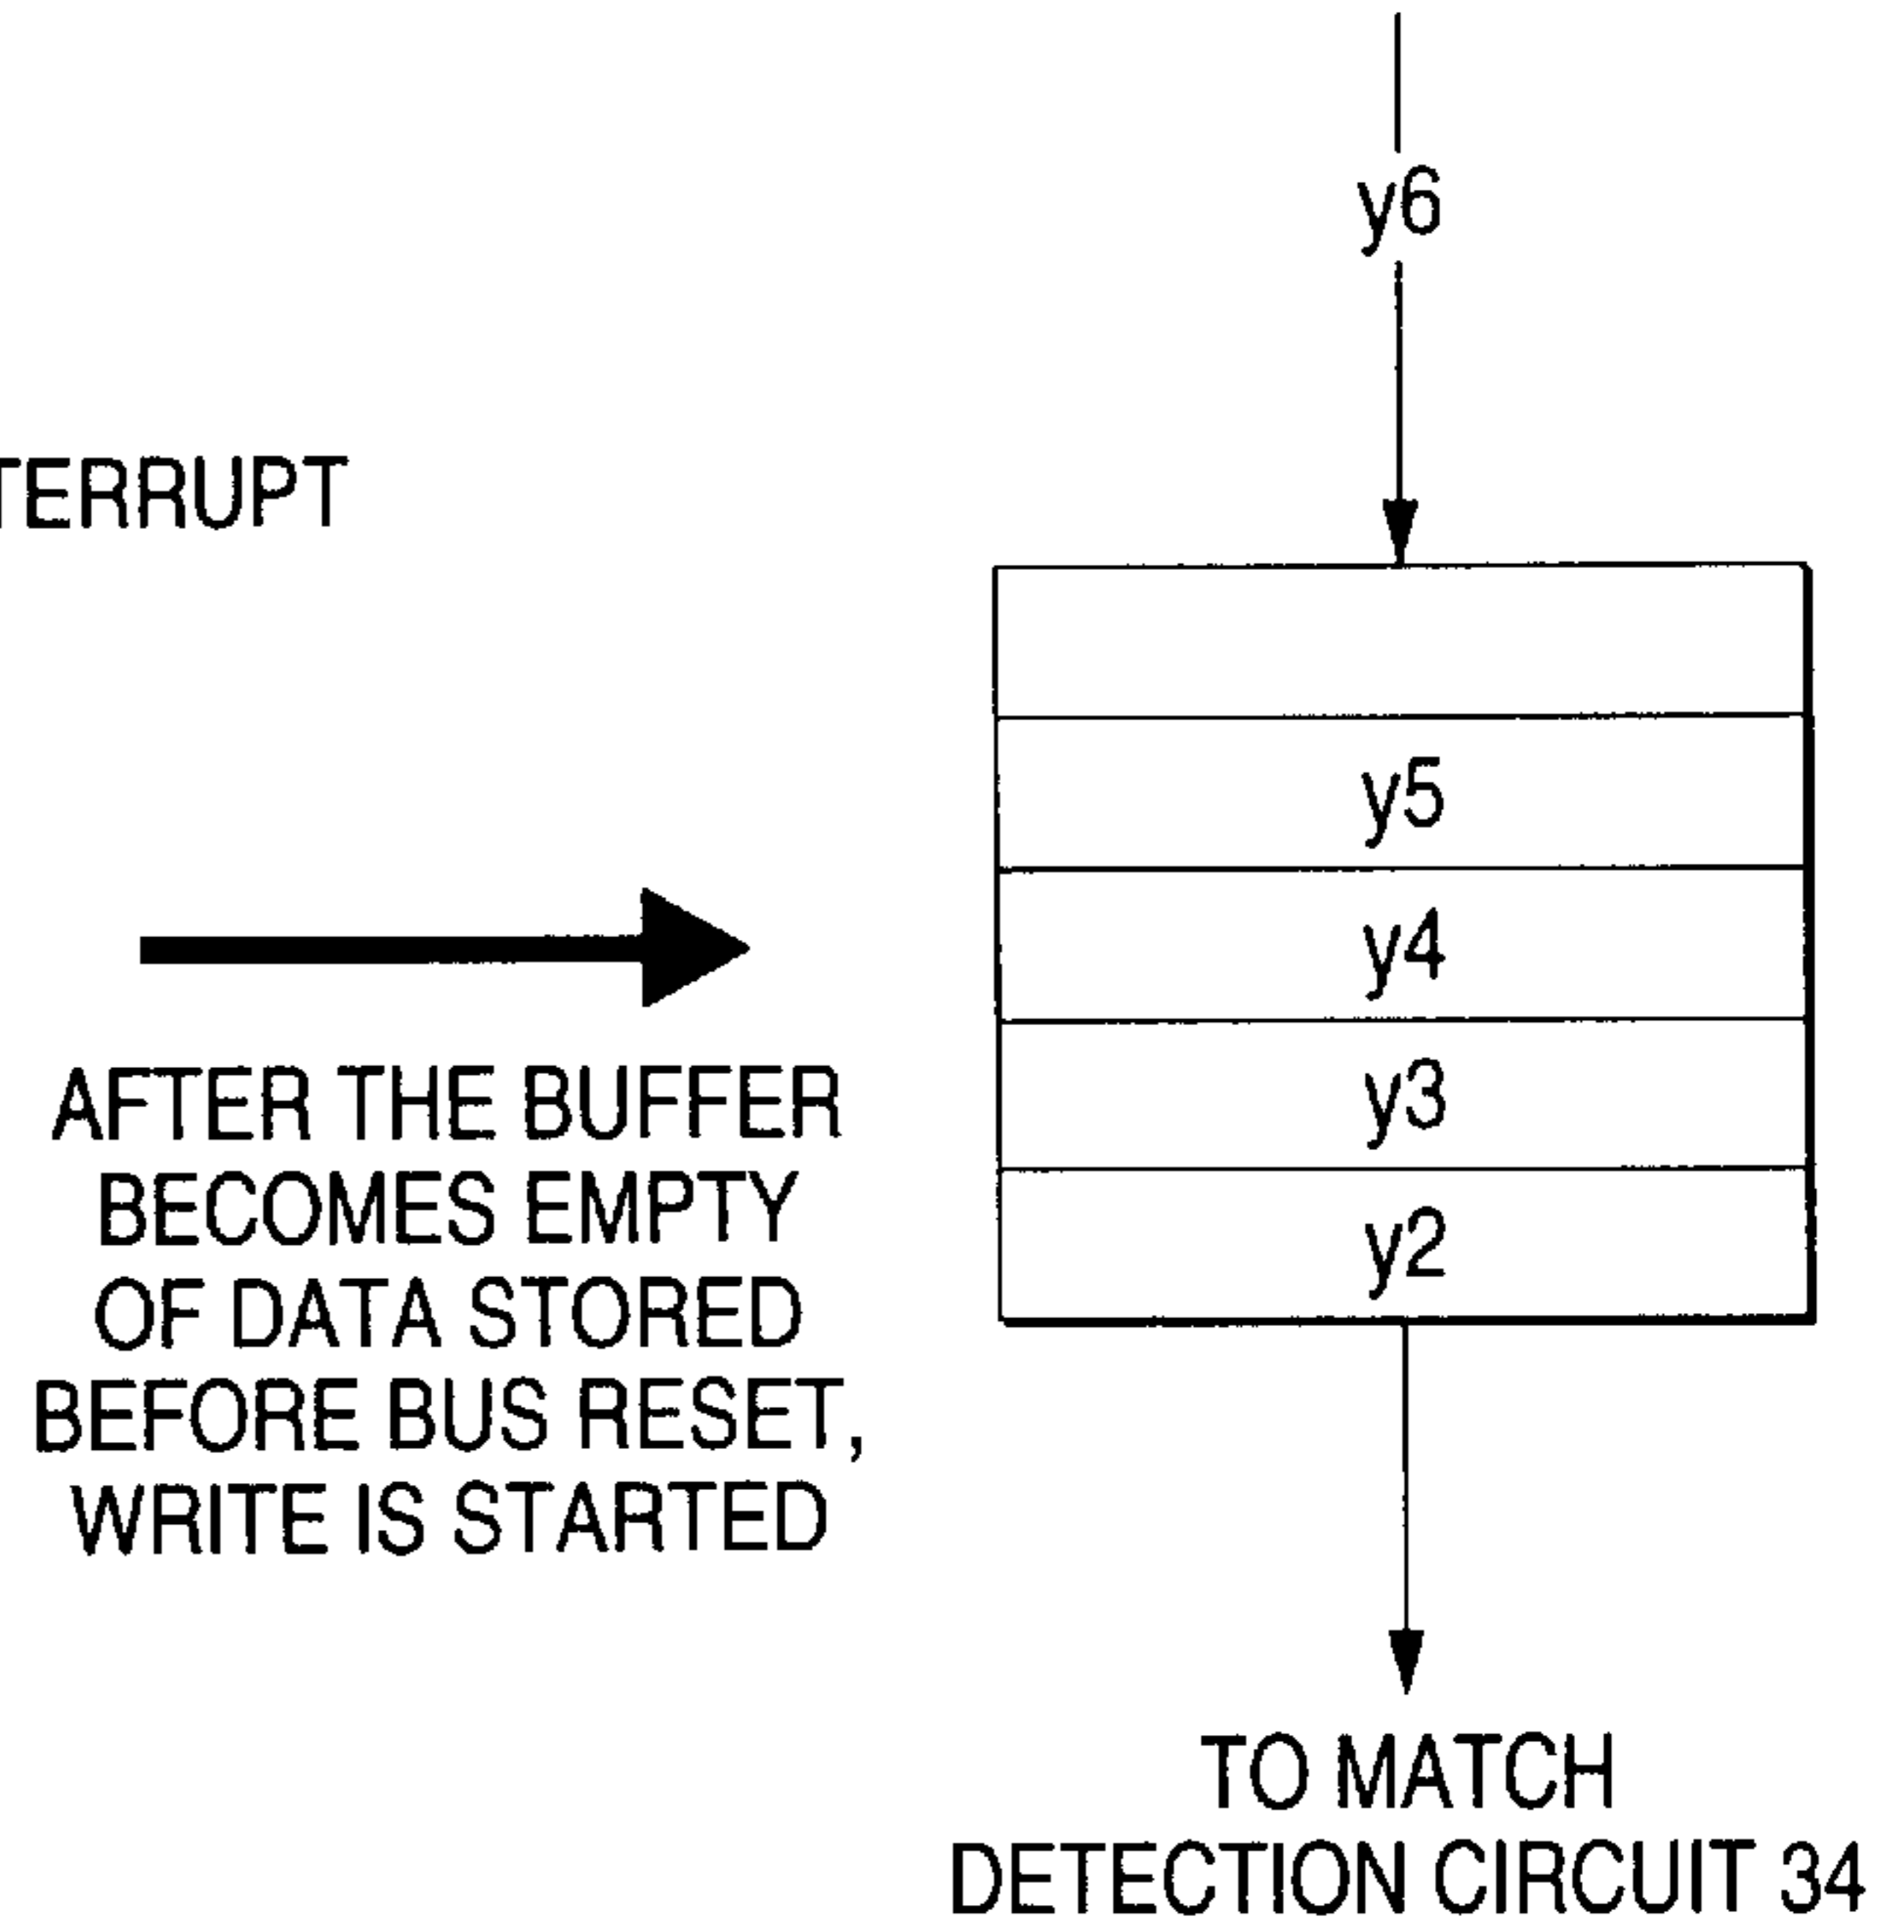 y6
TERRUPT
y5
y4
y3
y2
AFTER THE BUFFER
BECOMES EMPTY
OF DATA STORED
BEFORE BUS RESET,
WRITE IS STARTED
TO MATCH
DETECTION CIRCUIT 34